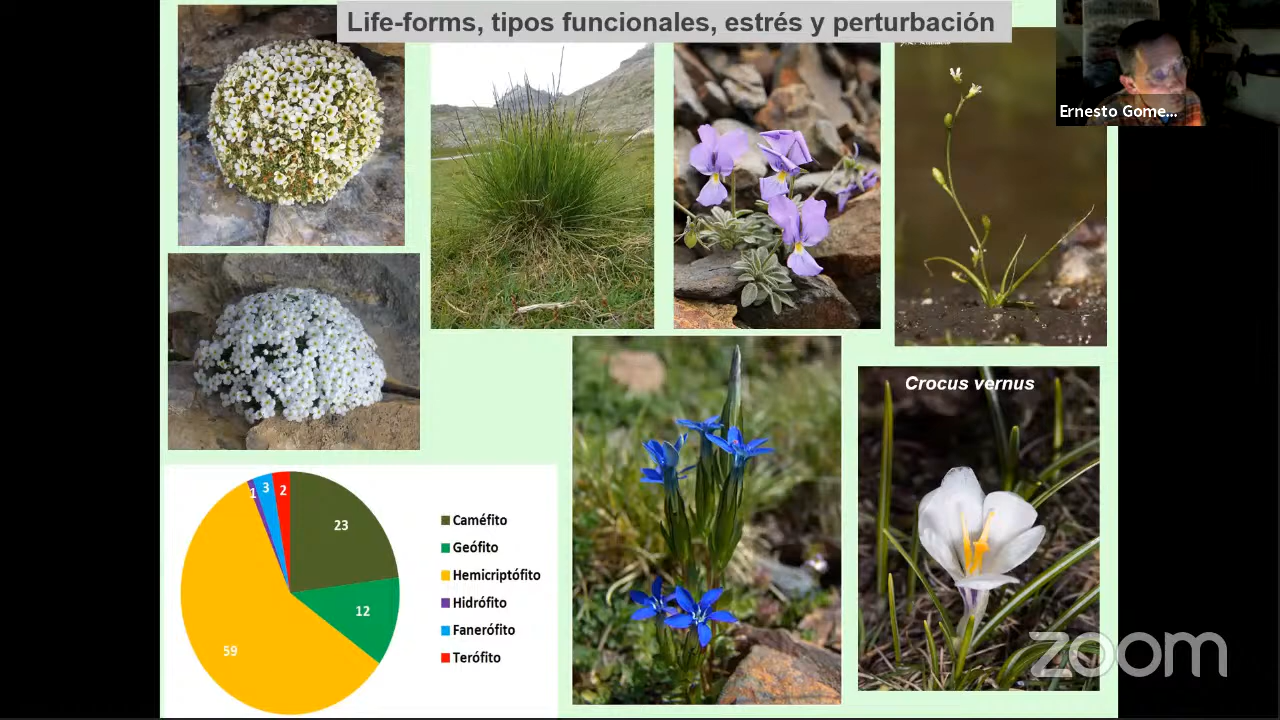 Life-forms, tipos funcionales, estrés y perturbación
Ernesto Gome...
Crocus vernus
1
3
2
23
12
59
Caméfito
Geófito
Hemicriptófito
Hidrófito
Fanerófito
Terófito
zoom